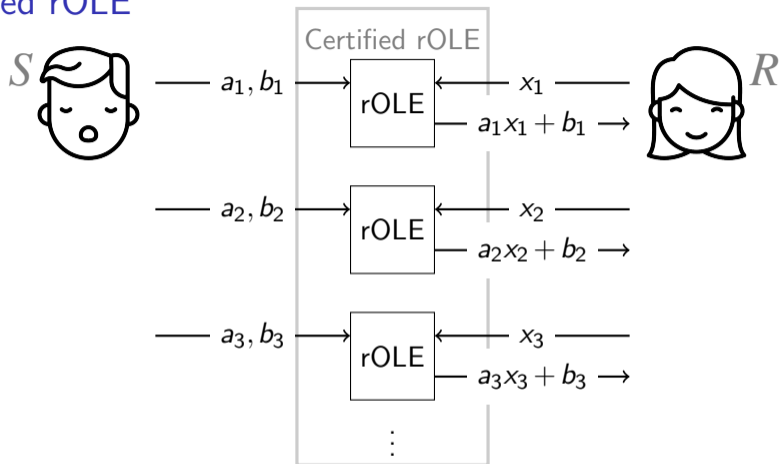 ed rOLE
Certified rOLE
S
R
a₁, b₁
rOLE
x₁
a₁x₁ + b₁
a₂, b₂
rOLE
x₂
a₂x₂ + b₂
a₃, b₃
rOLE
x₃
a₃x₃ + b₃
⋮